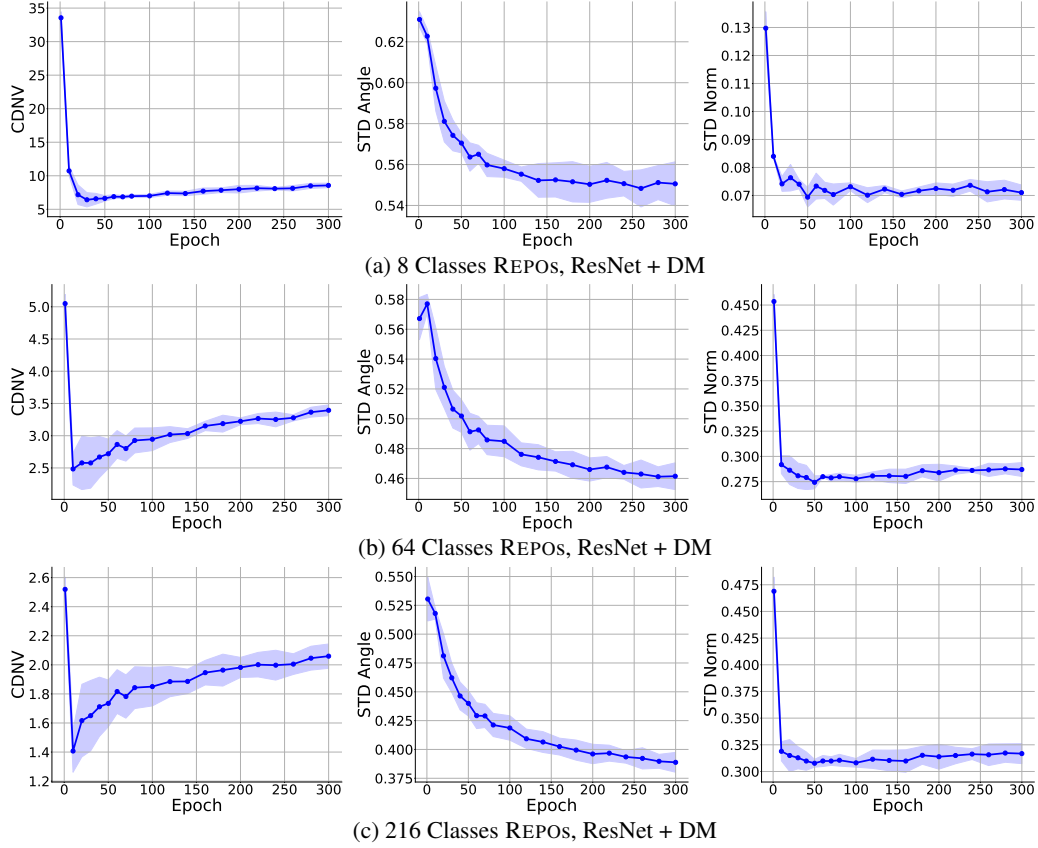 35
30
25
20
15
10
5
CDNV
0 50 100 150 200 250 300
Epoch
0.62
0.60
0.58
0.56
0.54
STD Angle
0 50 100 150 200 250 300
Epoch
0.13
0.12
0.11
0.10
0.09
0.08
0.07
STD Norm
0 50 100 150 200 250 300
Epoch
(a) 8 Classes REPOs, ResNet + DM
5.0
4.5
4.0
3.5
3.0
2.5
CDNV
0 50 100 150 200 250 300
Epoch
0.58
0.56
0.54
0.52
0.50
0.48
0.46
STD Angle
0 50 100 150 200 250 300
Epoch
0.450
0.425
0.400
0.375
0.350
0.325
0.300
0.275
STD Norm
0 50 100 150 200 250 300
Epoch
(b) 64 Classes REPOs, ResNet + DM
2.6
2.4
2.2
2.0
1.8
1.6
1.4
1.2
CDNV
0 50 100 150 200 250 300
Epoch
0.550
0.525
0.500
0.475
0.450
0.425
0.400
0.375
STD Angle
0 50 100 150 200 250 300
Epoch
0.475
0.450
0.425
0.400
0.375
0.350
0.325
0.300
STD Norm
0 50 100 150 200 250 300
Epoch
(c) 216 Classes REPOs, ResNet + DM